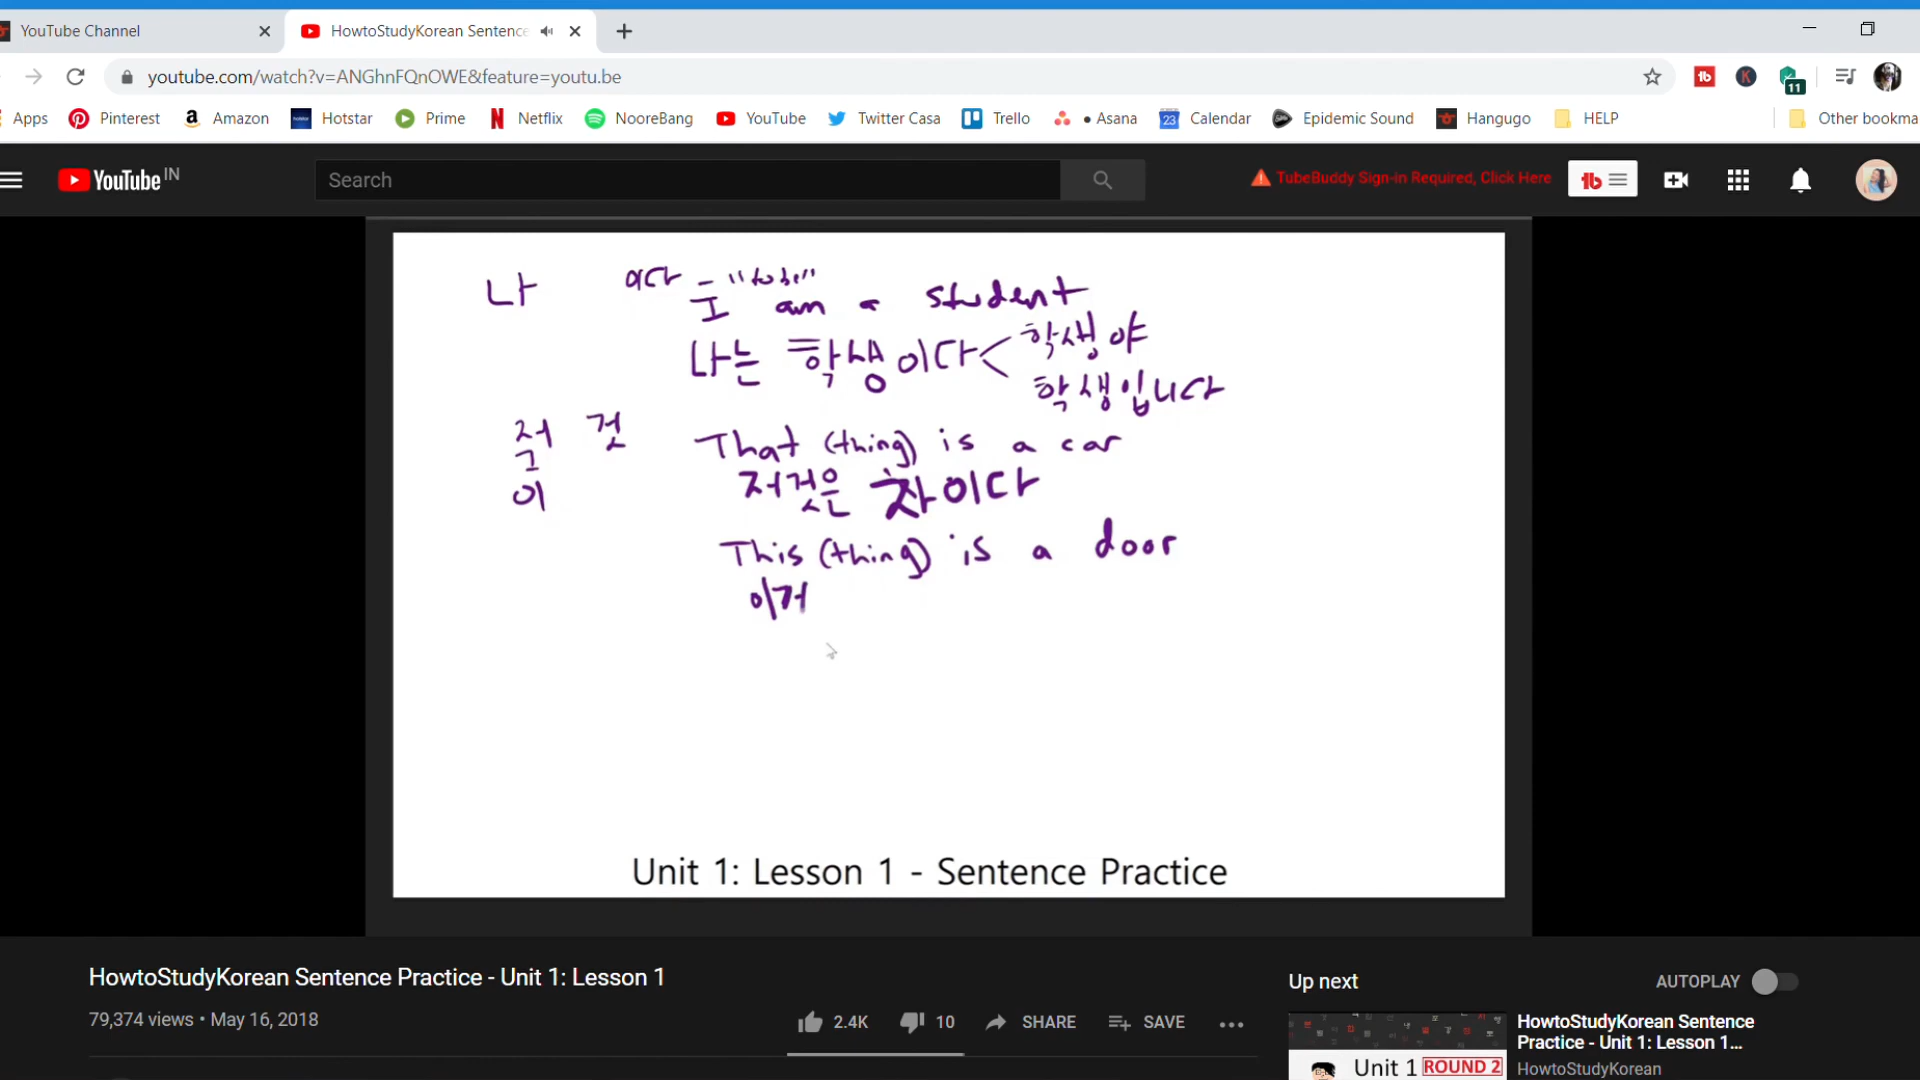 YouTube Channel
HowtoStudyKorean Sentence
youtube.com/watch?v=ANGhnFQnOWE&feature=youtu.be
11
Apps Pinterest Amazon Hotstar Prime Netflix NooreBang YouTube Twitter Casa Trello • Asana Calendar Epidemic Sound Hangugo HELP Other bookma
YouTube IN
Search
TubeBuddy Sign-in Required, Click Here
나 이다 - "to be"
I am a student
나는 학생이다 < 학생야
학생입니다
저 것 That (thing) is a car
그 저것은 차이다
이
This (thing) is a door
이거
Unit 1: Lesson 1 - Sentence Practice
HowtoStudyKorean Sentence Practice - Unit 1: Lesson 1
79,374 views • May 16, 2018
2.4K 10 SHARE SAVE
Up next AUTOPLAY
HowtoStudyKorean Sentence
Practice - Unit 1: Lesson 1...
HowtoStudyKorean
Unit 1 ROUND 2